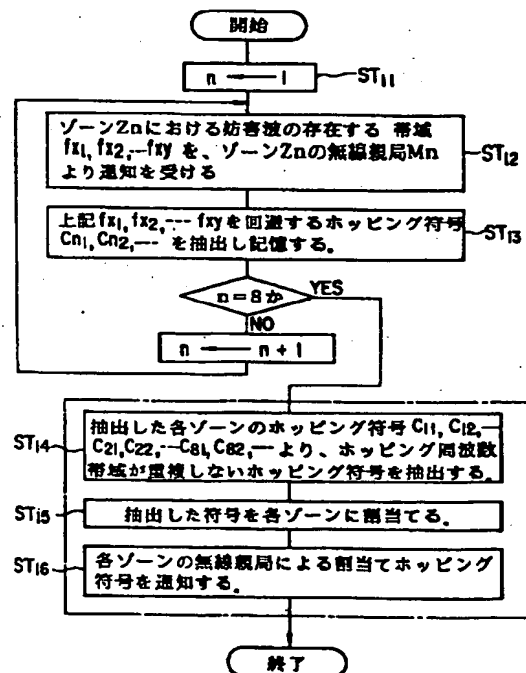 開始
n ← 1
ST11
ゾーンZnにおける妨害波の存在する 帯域
fx1, fx2, --fxy を、ゾーンZnの無線親局Mn
より通知を受ける
ST12
上記fx1, fx2, --- fxyを回避するホッピング符号
Cn1, Cn2, --- を抽出し記憶する。
ST13
n=8か
YES
NO
n ← n+1
抽出した各ゾーンのホッピング符号 C11, C12, --
C21, C22, --C81, C82, --- より、ホッピング周波数
帯域が重複しないホッピング符号を抽出する。
ST14
抽出した符号を各ゾーンに割当てる。
ST15
各ゾーンの無線親局による割当てホッピング
符号を通知する。
ST16
終了